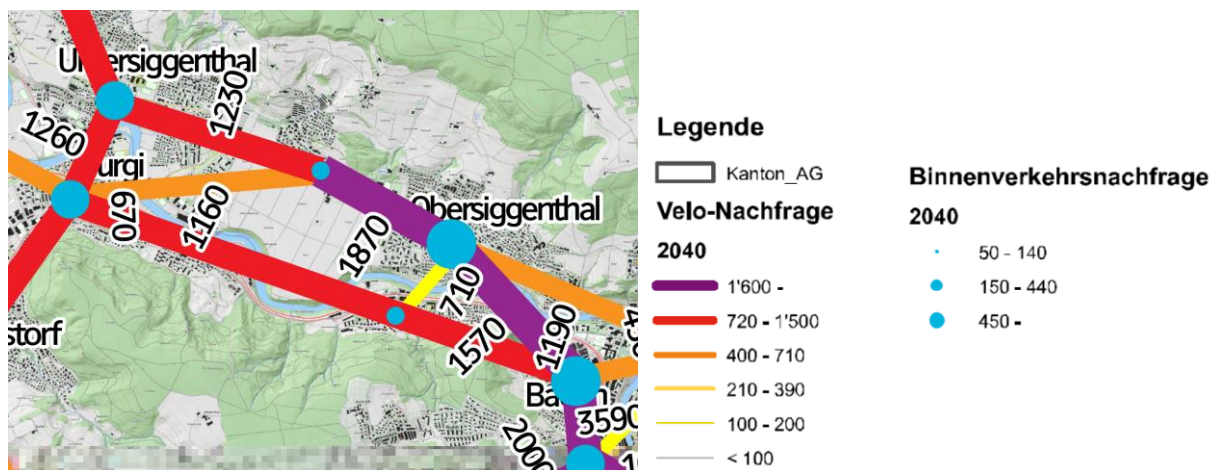 Untersiggenthal
1230
1260
urgi
670
1160
Obersiggenthal
1870
710
1570
1190
storf
Baden
3590
2000
Legende
Kanton_AG
Velo-Nachfrage
2040
1'600 -
720 - 1'500
400 - 710
210 - 390
100 - 200
< 100
Binnenverkehrsnachfrage
2040
50 - 140
150 - 440
450 -